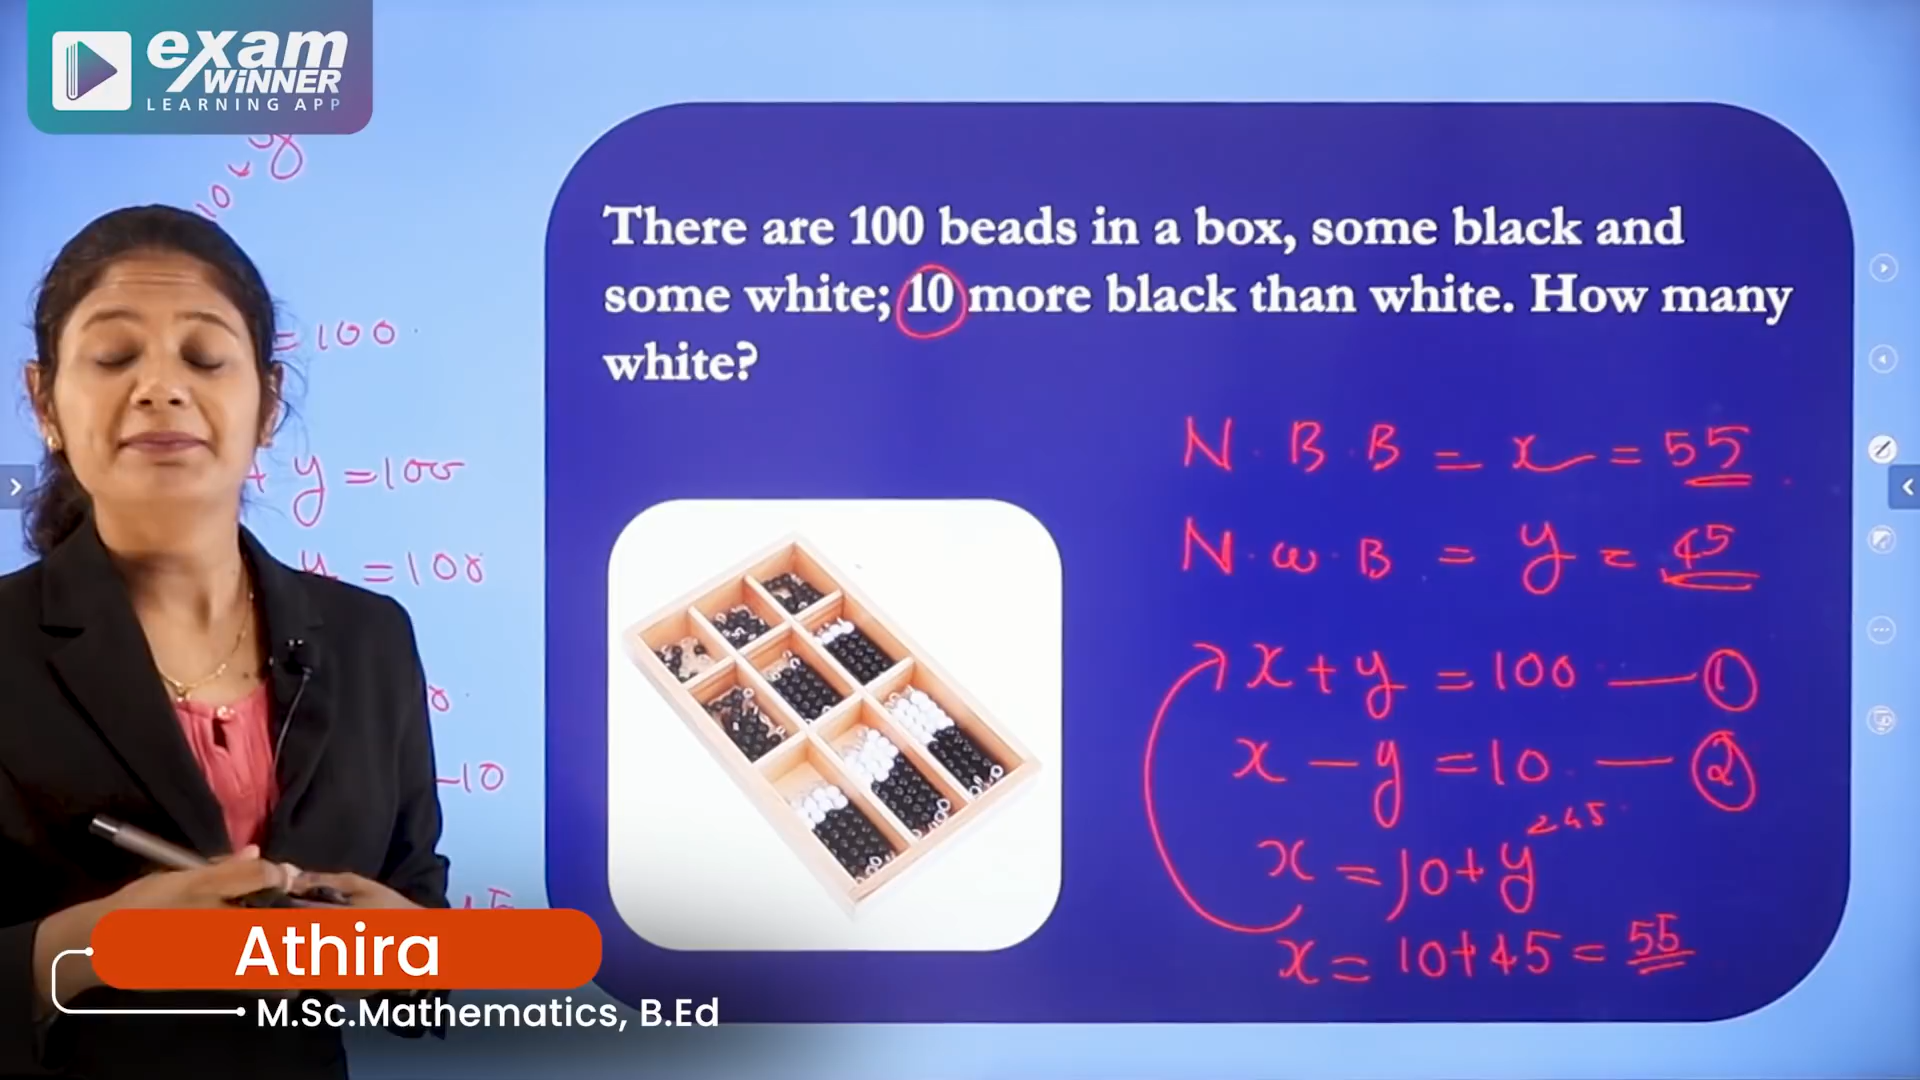 exam
WiNNER
LEARNING APP
y
10
= 100
+ y = 100
y = 100
-10
There are 100 beads in a box, some black and
some white; 10 more black than white. How many
white?
N. B. B = x = 55
N. W. B = y = 45
x + y = 100 — ①
x - y = 10 — ②
x = 10 + y
x = 10 + 45 = 55
Athira
M.Sc.Mathematics, B.Ed